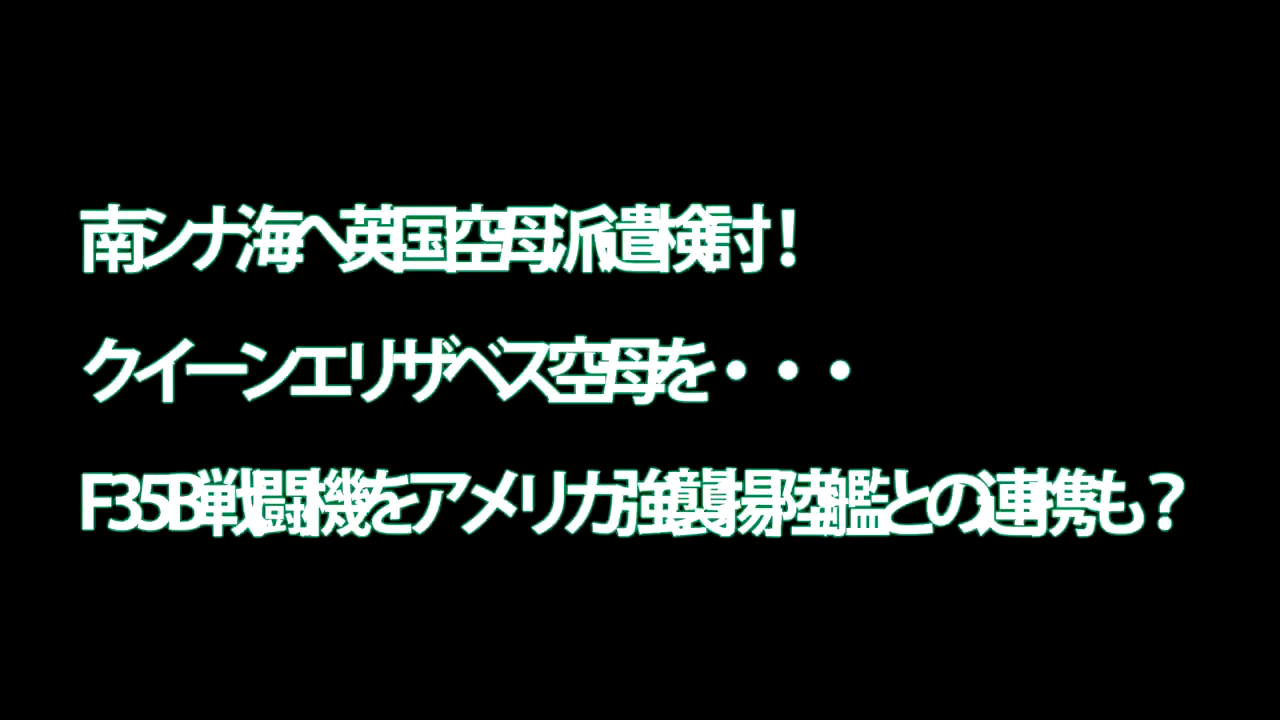 南シナ海へ英国空母派遣検討！
クイーンエリザベス空母を・・・
F35B戦闘機をアメリカ強襲揚陸艦との連携も？